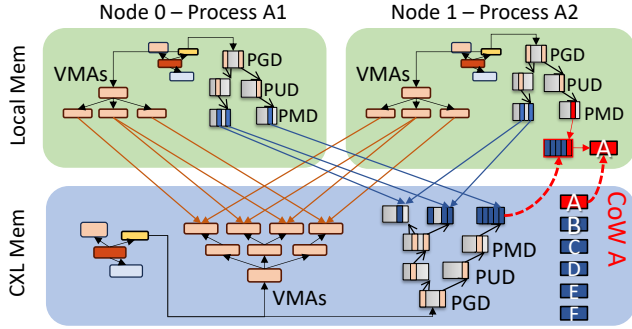 Node 0 – Process A1
Node 1 – Process A2
Local Mem
VMAs
PGD
PUD
PMD
VMAs
PGD
PUD
PMD
A
CXL Mem
VMAs
PMD
PUD
PGD
A
B
C
D
E
F
CoW A